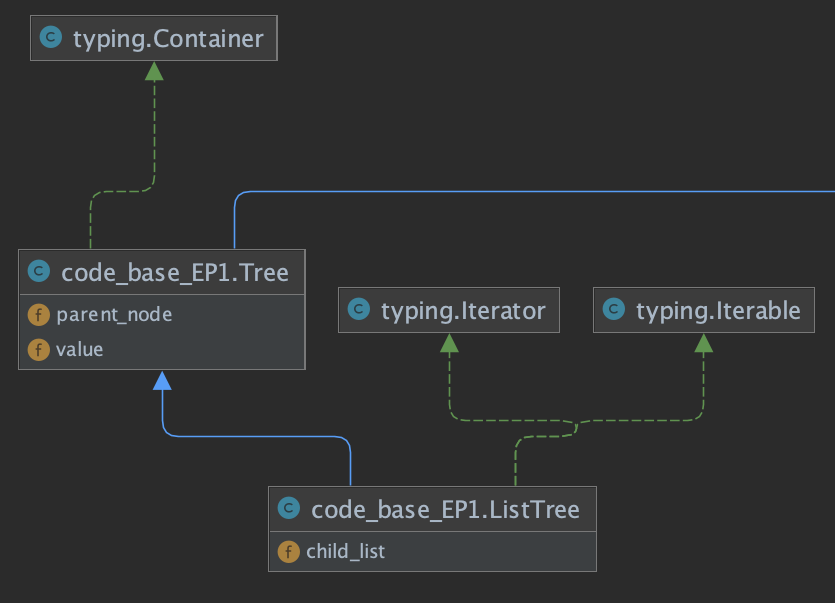 C typing.Container
C code_base_EP1.Tree
f parent_node
f value
C typing.Iterator
C typing.Iterable
C code_base_EP1.ListTree
f child_list